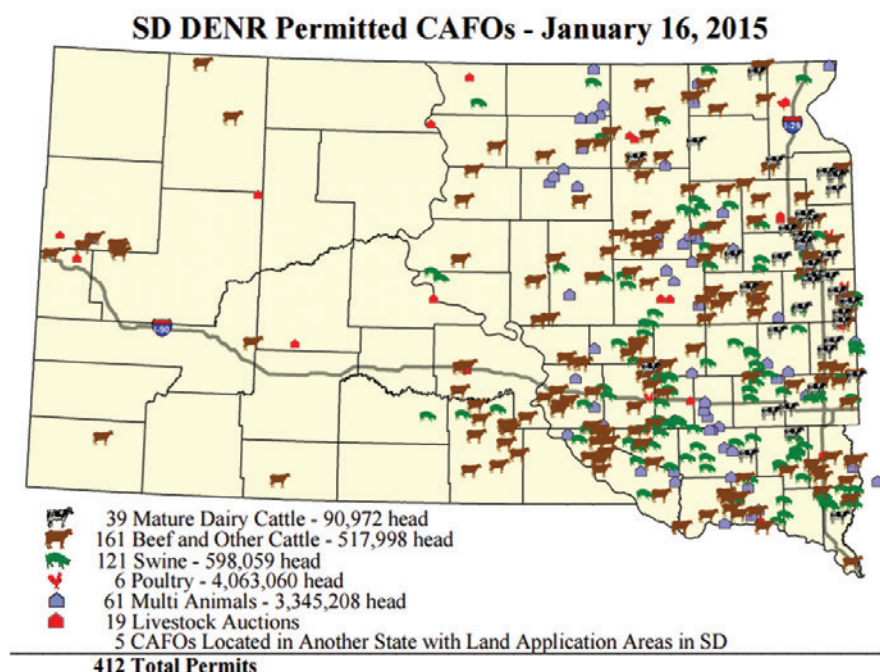 SD DENR Permitted CAFOs - January 16, 2015
I-29
I-90
39 Mature Dairy Cattle - 90,972 head
161 Beef and Other Cattle - 517,998 head
121 Swine - 598,059 head
6 Poultry - 4,063,060 head
61 Multi Animals - 3,345,208 head
19 Livestock Auctions
5 CAFOs Located in Another State with Land Application Areas in SD
412 Total Permits